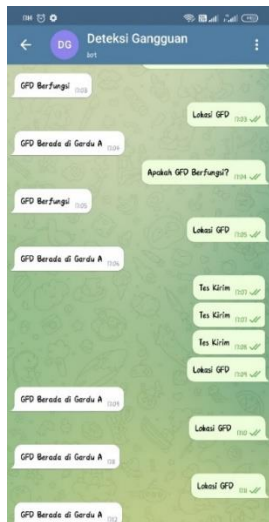 DG
Deteksi Gangguan
bot
GFD Berfungsi
Lokasi GFD
GFD Berada di Gardu A
Apakah GFD Berfungsi?
GFD Berfungsi
Lokasi GFD
GFD Berada di Gardu A
Tes Kirim
Tes Kirim
Tes Kirim
Lokasi GFD
GFD Berada di Gardu A
Lokasi GFD
GFD Berada di Gardu A
Lokasi GFD
GFD Berada di Gardu A